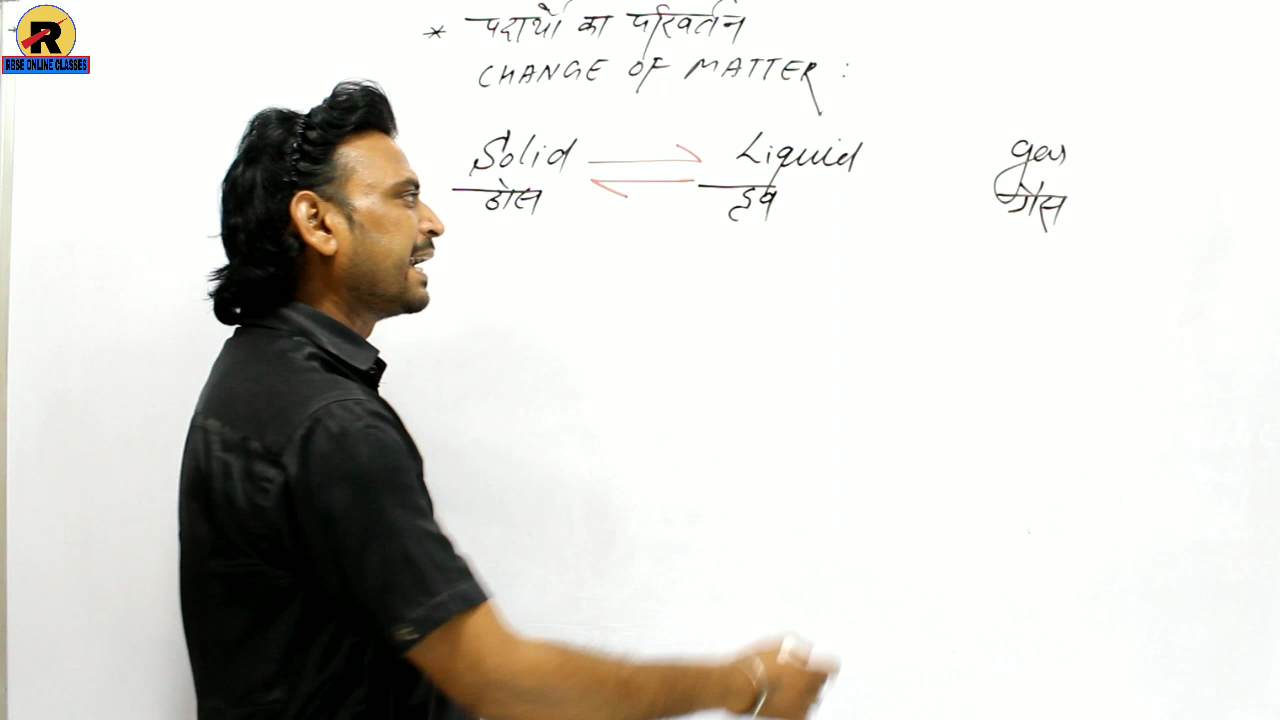 R
RBSE ONLINE CLASSES
* पदार्थो का परिवर्तन
CHANGE OF MATTER :
Solid Liquid gas
ठोस द्रव गैस